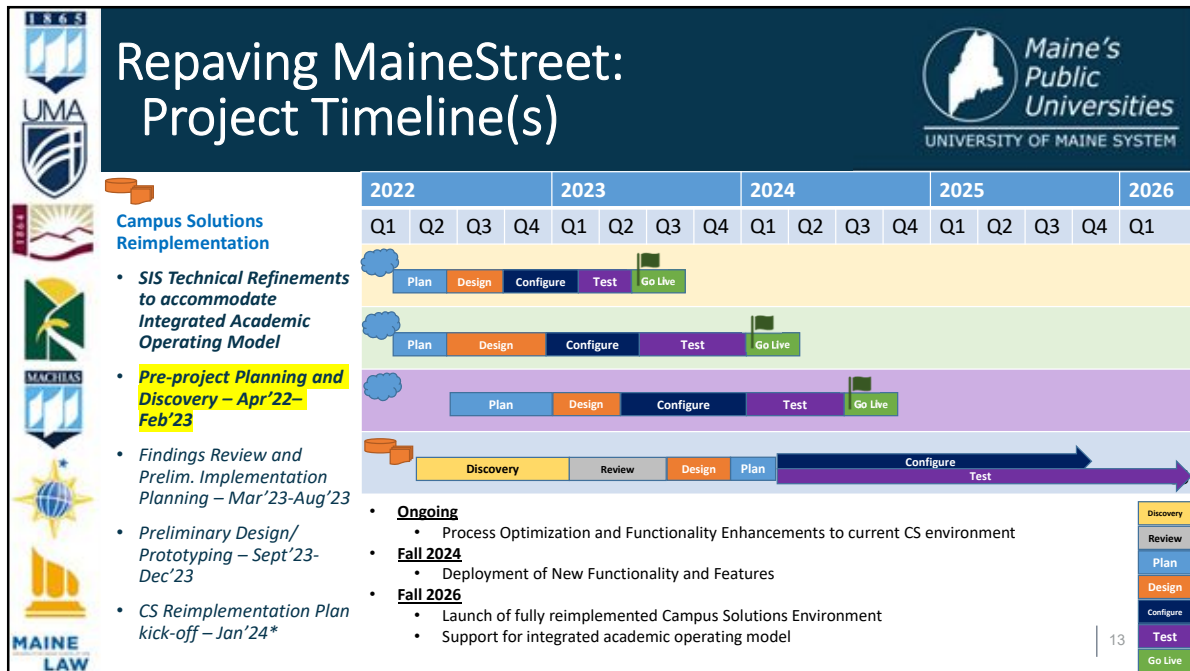 1865
UMA
1864
MACHIAS
MAINE
LAW
Repaving MaineStreet:
Project Timeline(s)
Maine's
Public
Universities
UNIVERSITY OF MAINE SYSTEM
Campus Solutions
Reimplementation
• SIS Technical Refinements
to accommodate
Integrated Academic
Operating Model
• Pre-project Planning and
Discovery – Apr'22–
Feb'23
• Findings Review and
Prelim. Implementation
Planning – Mar'23-Aug'23
• Preliminary Design/
Prototyping – Sept'23-
Dec'23
• CS Reimplementation Plan
kick-off – Jan'24*
2022 2023 2024 2025 2026
Q1 Q2 Q3 Q4 Q1 Q2 Q3 Q4 Q1 Q2 Q3 Q4 Q1 Q2 Q3 Q4 Q1
Plan Design Configure Test Go Live
Plan Design Configure Test Go Live
Plan Design Configure Test Go Live
Discovery Review Design Plan Configure
Test
• Ongoing
• Process Optimization and Functionality Enhancements to current CS environment
• Fall 2024
• Deployment of New Functionality and Features
• Fall 2026
• Launch of fully reimplemented Campus Solutions Environment
• Support for integrated academic operating model
Discovery
Review
Plan
Design
Configure
Test
Go Live
13